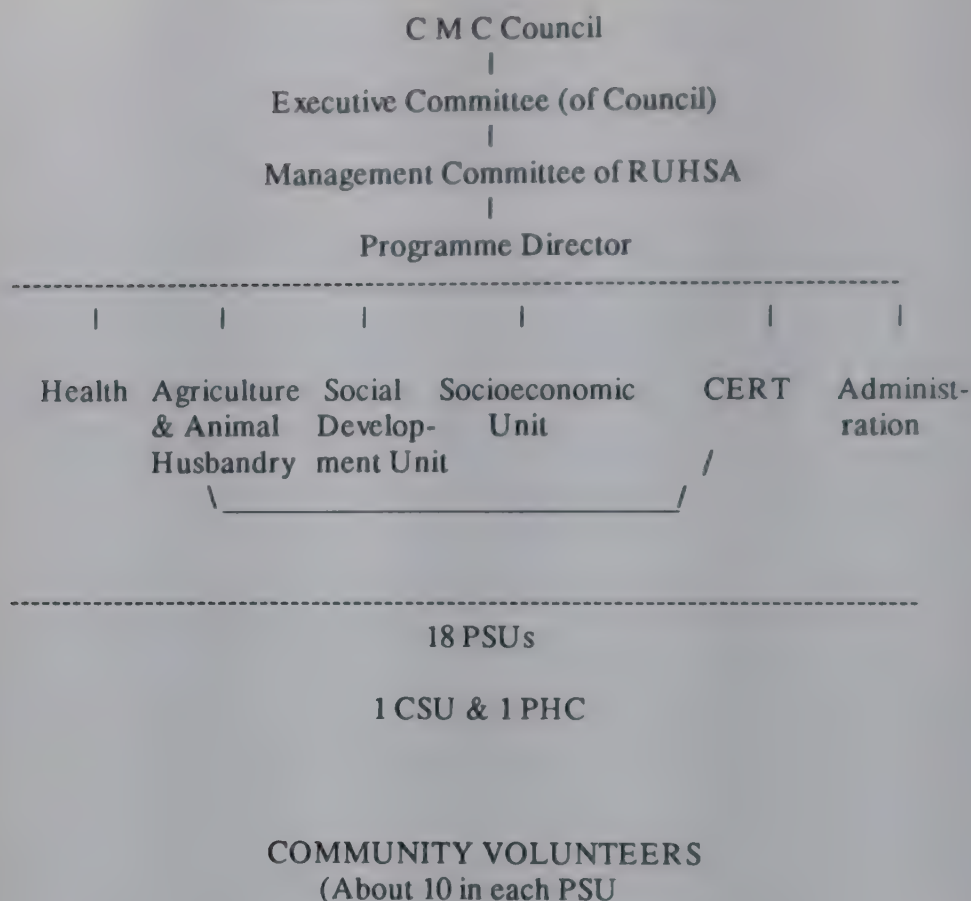 C M C Council
Executive Committee (of Council)
Management Committee of RUHSA
Programme Director
Health Agriculture Social Socioeconomic CERT Administ-
& Animal Develop- Unit ration
Husbandry ment Unit
18 PSUs
1 CSU & 1 PHC
COMMUNITY VOLUNTEERS
(About 10 in each PSU